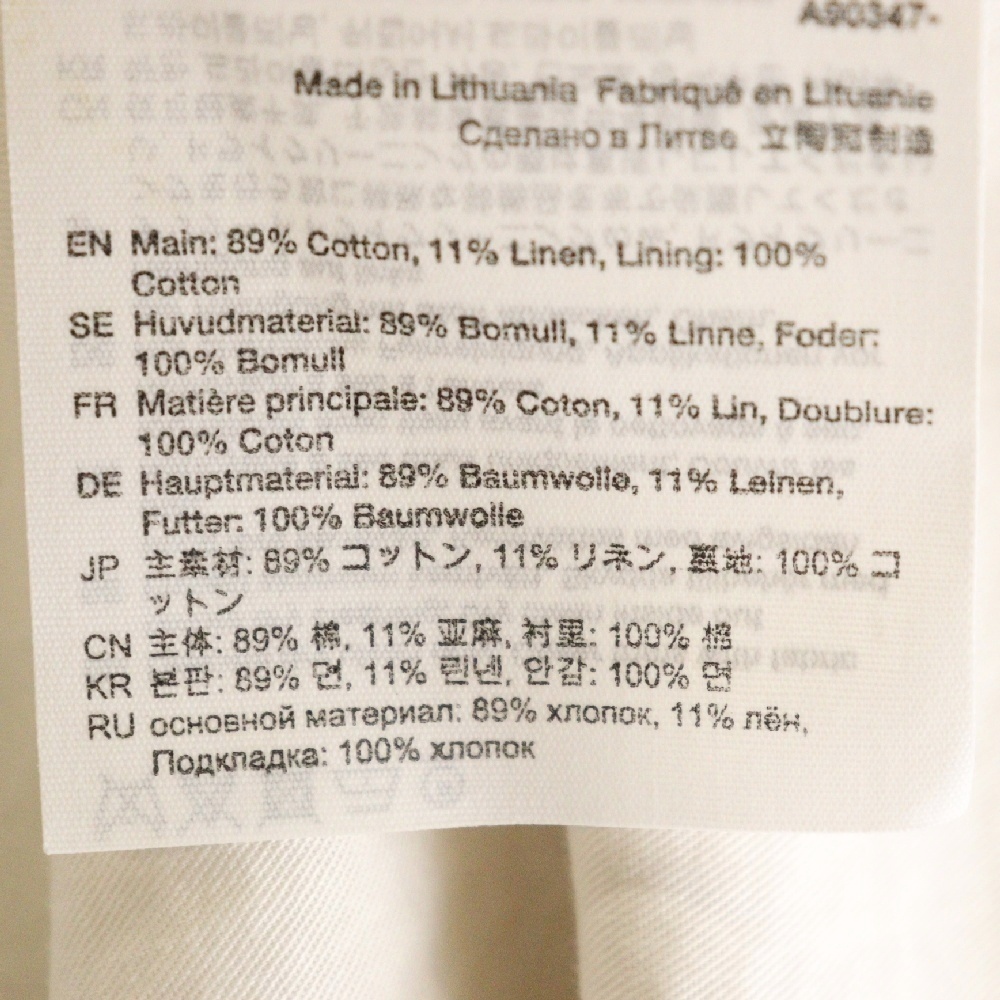 A90347-
Made in Lithuania Fabriqué en Lituanie
Сделано в Литве 立陶宛制造
EN Main: 89% Cotton, 11% Linen, Lining: 100%
Cotton
SE Huvudmaterial: 89% Bomull, 11% Linne, Foder:
100% Bomull
FR Matière principale: 89% Coton, 11% Lin, Doublure:
100% Coton
DE Hauptmaterial: 89% Baumwolle, 11% Leinen,
Futter: 100% Baumwolle
JP 主素材: 89% コットン, 11% リネン, 裏地: 100% コ
ットン
CN 主体: 89% 棉, 11% 亚麻, 衬里: 100% 棉
KR 본판: 89% 면, 11% 린넨, 안감: 100% 면
RU основной материал: 89% хлопок, 11% лён,
Подкладка: 100% хлопок